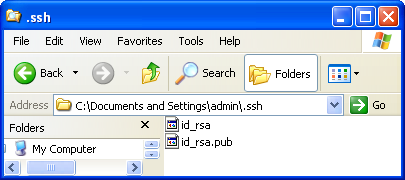 .ssh
File Edit View Favorites Tools Help
Back Search Folders
Address C:\Documents and Settings\admin\.ssh Go
Folders
My Computer
id_rsa
id_rsa.pub